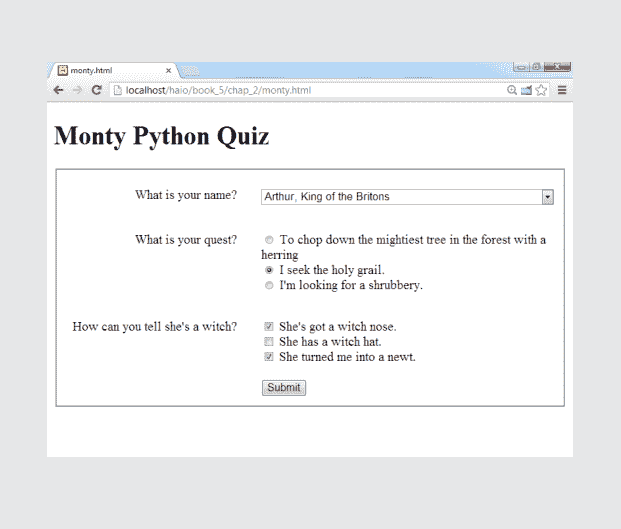 monty.html
localhost/haio/book_5/chap_2/monty.html
Monty Python Quiz
What is your name?
Arthur, King of the Britons
What is your quest?
To chop down the mightiest tree in the forest with a
herring
I seek the holy grail.
I'm looking for a shrubbery.
How can you tell she's a witch?
She's got a witch nose.
She has a witch hat.
She turned me into a newt.
Submit